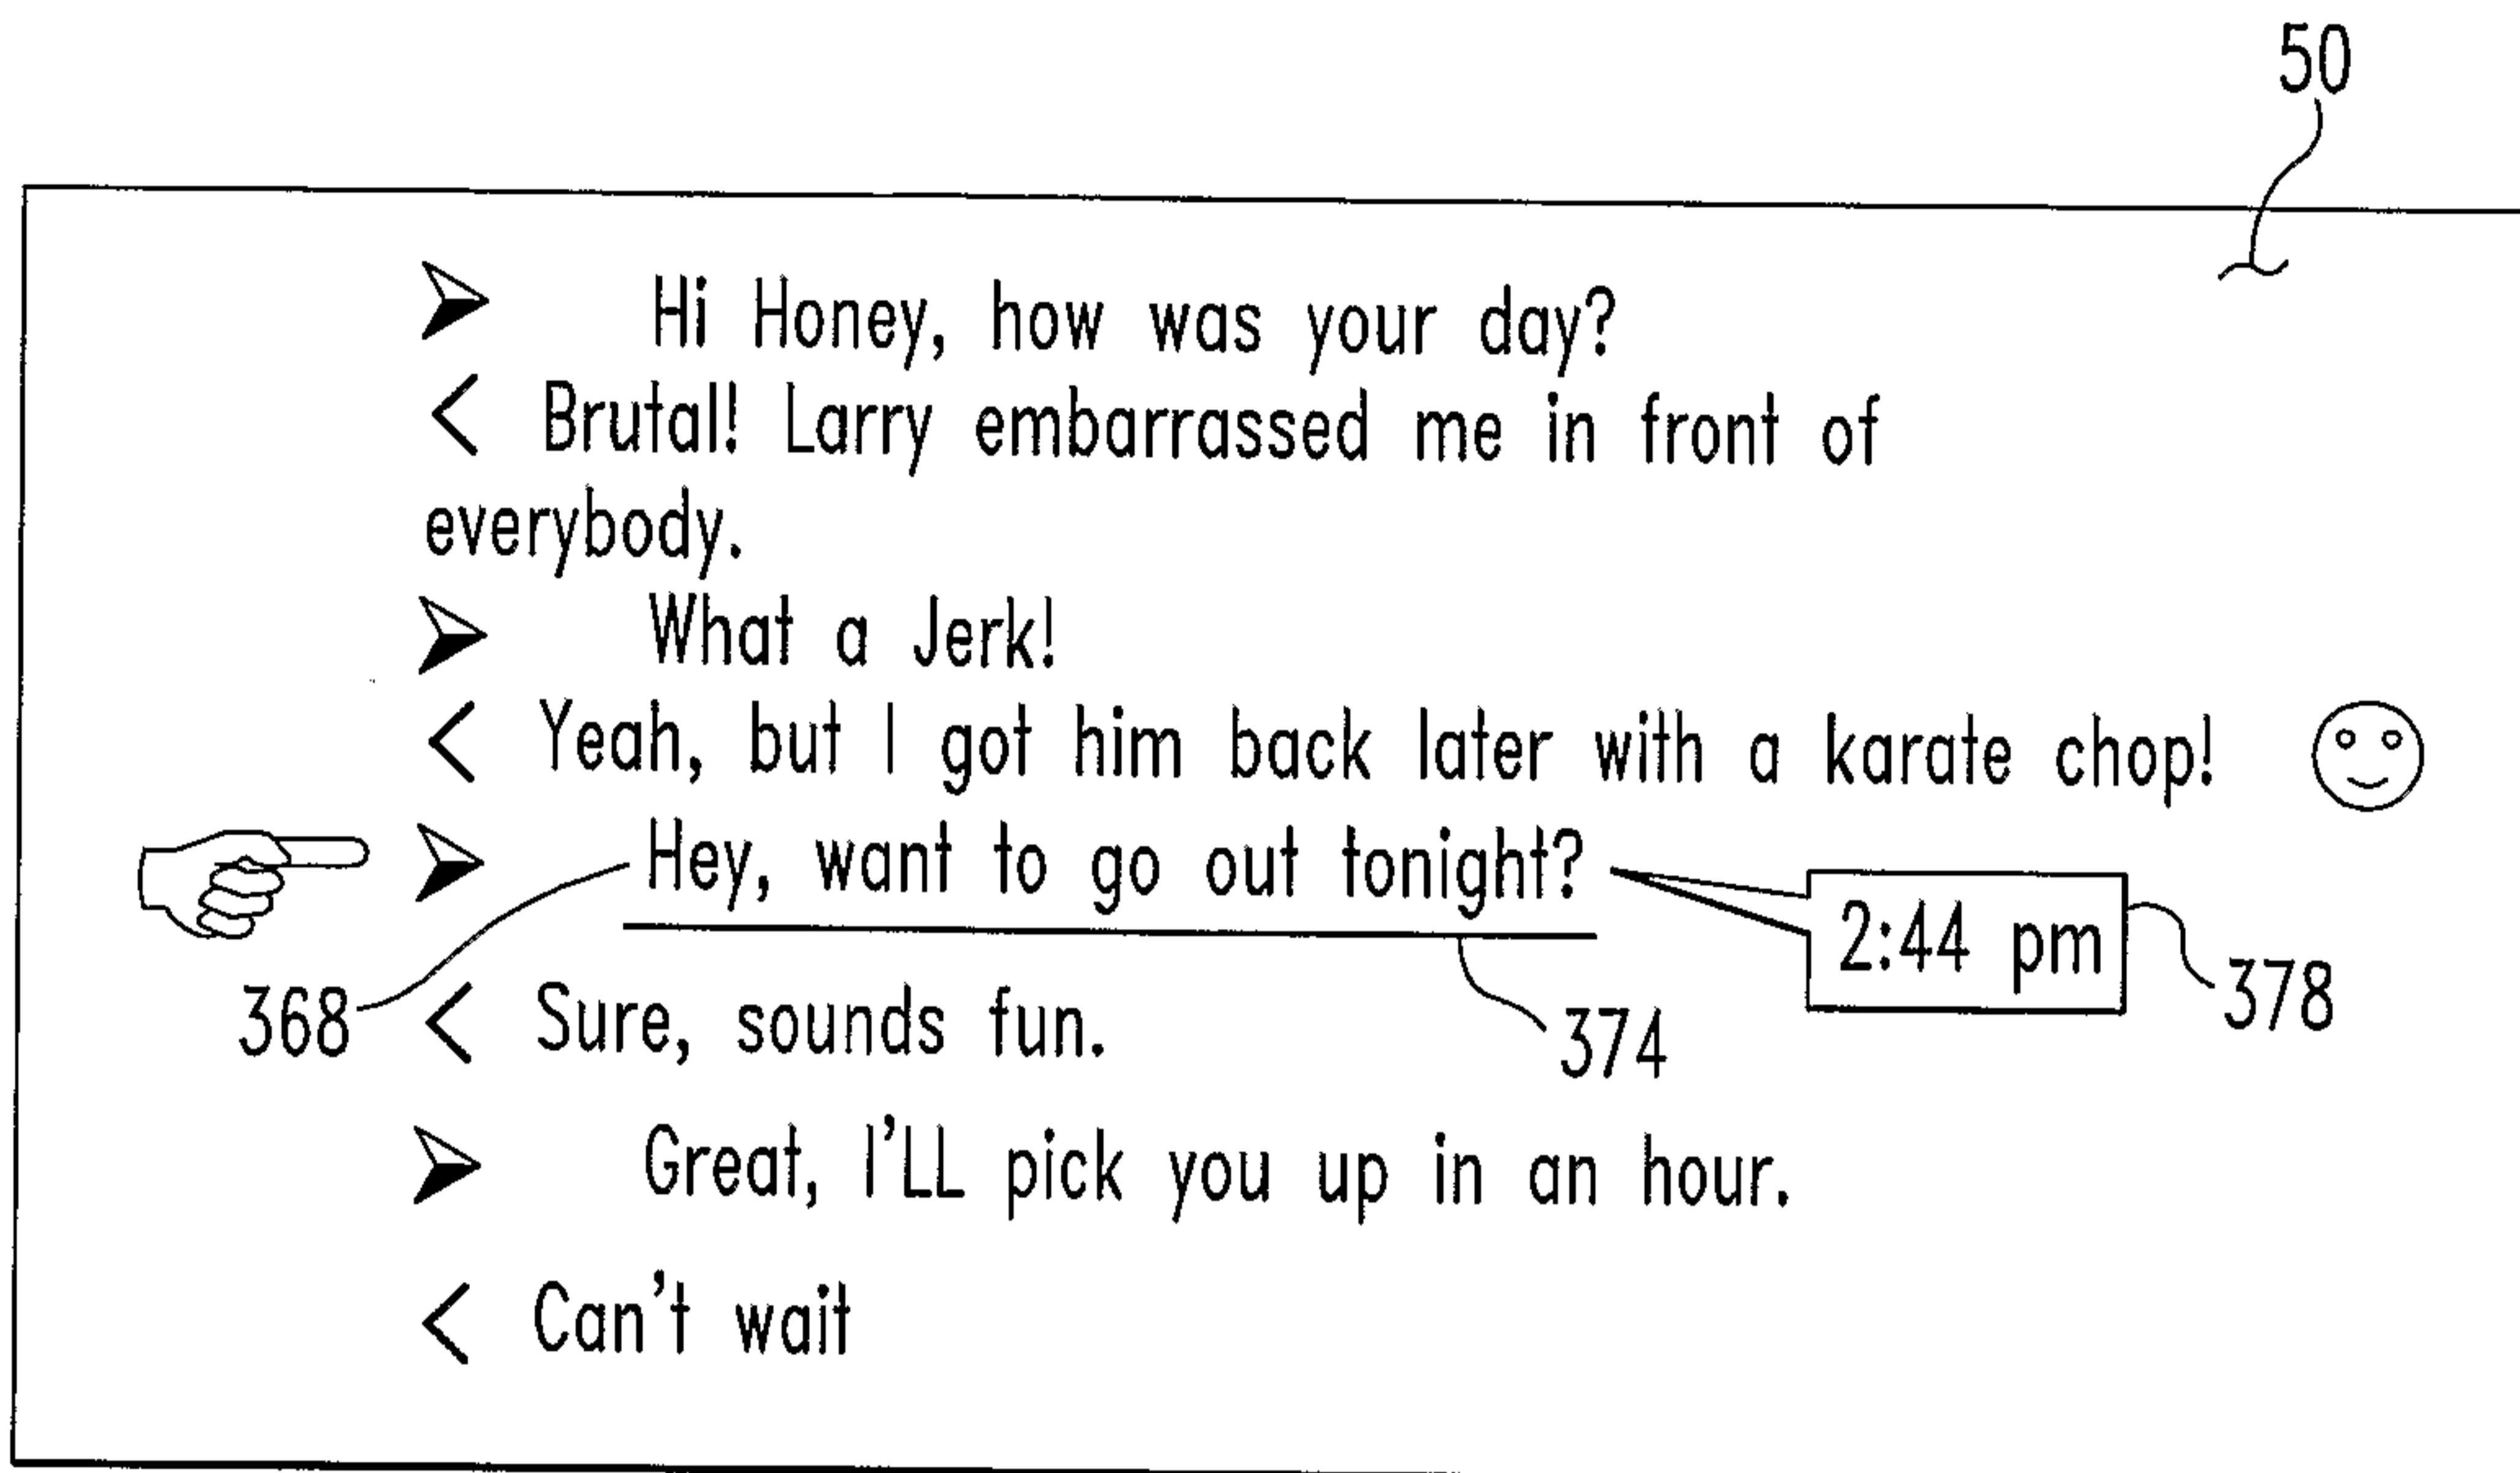 50
➢ Hi Honey, how was your day?
< Brutal! Larry embarrassed me in front of
everybody.
➢ What a Jerk!
< Yeah, but I got him back later with a karate chop! ☺
➢ Hey, want to go out tonight?
2:44 pm
368
< Sure, sounds fun.
374
378
➢ Great, I'LL pick you up in an hour.
< Can't wait